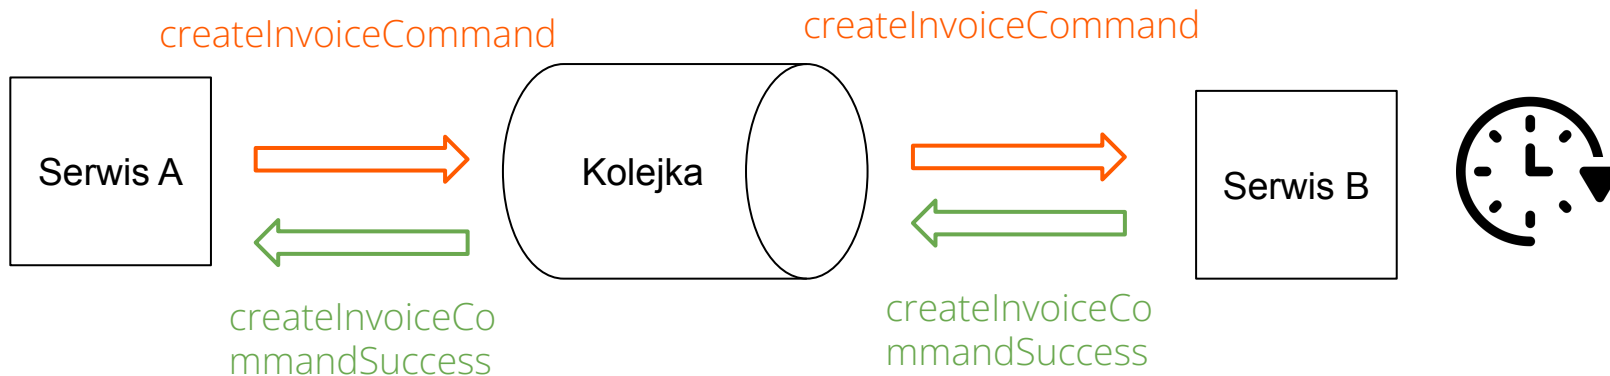 createInvoiceCommand
createInvoiceCommand
Serwis A
Kolejka
Serwis B
createInvoiceCo
mmandSuccess
createInvoiceCo
mmandSuccess